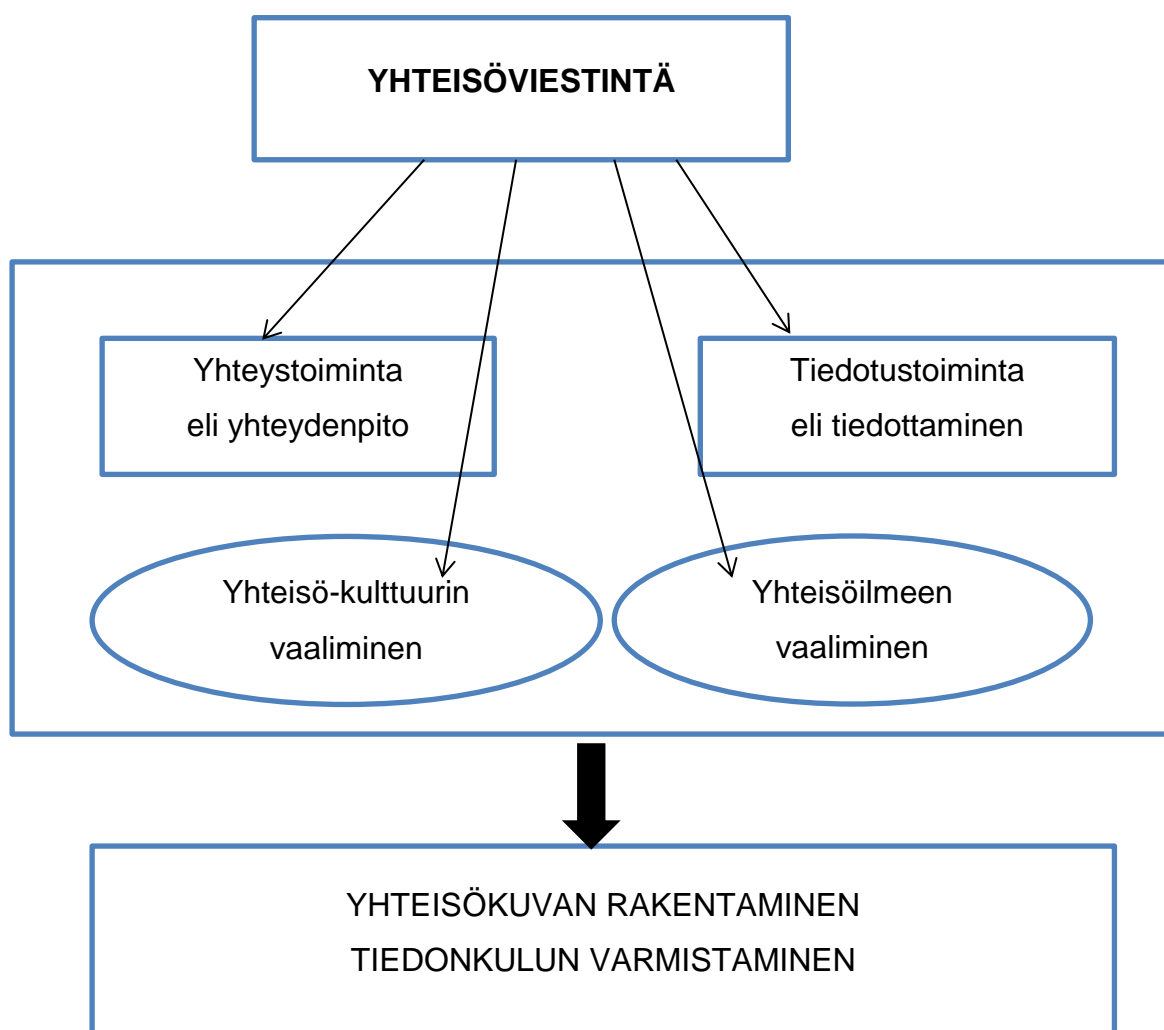 YHTEISÖVIESTINTÄ
Yhteystoiminta
eli yhteydenpito
Tiedotustoiminta
eli tiedottaminen
Yhteisö-kulttuurin
vaaliminen
Yhteisöilmeen
vaaliminen
YHTEISÖKUVAN RAKENTAMINEN
TIEDONKULUN VARMISTAMINEN